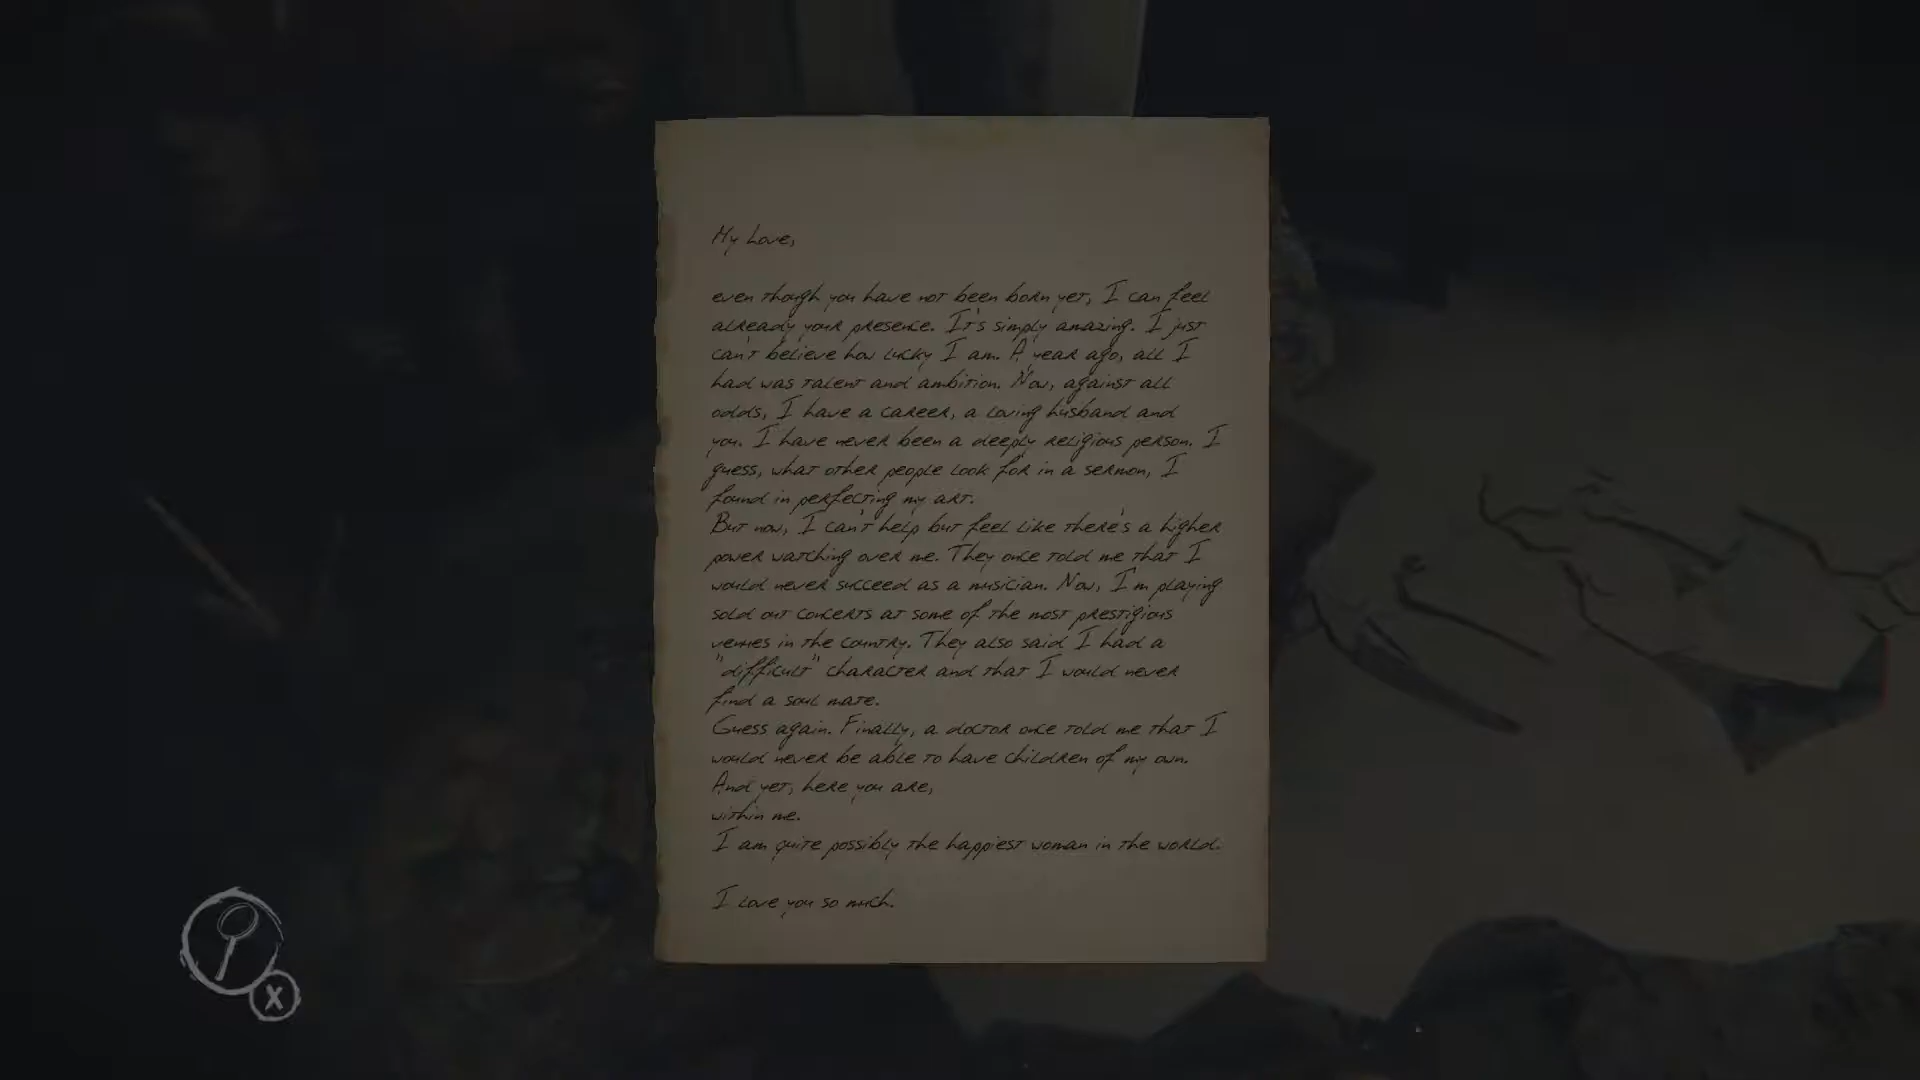 My Love,
even though you have not been born yet, I can feel
already your presence. It's simply amazing. I just
can't believe how lucky I am. A year ago, all I
had was talent and ambition. Now, against all
odds, I have a career, a loving husband and
you. I have never been a deeply religious person. I
guess, what other people look for in a sermon, I
found in perfecting my art.
But now, I can't help but feel like there's a higher
power watching over me. They once told me that I
would never succeed as a musician. Now, I'm playing
sold out concerts at some of the most prestigious
venues in the country. They also said I had a
"difficult" character and that I would never
find a soul mate.
Guess again. Finally, a doctor once told me that I
would never be able to have children of my own.
And yet, here you are,
within me.
I am quite possibly the happiest woman in the world.
I love you so much.
X